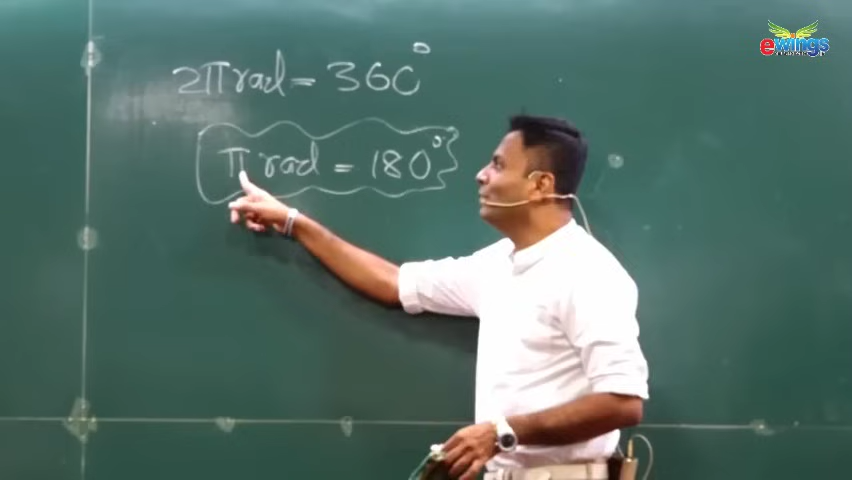 2π rad = 360°
π rad = 180°
ewings